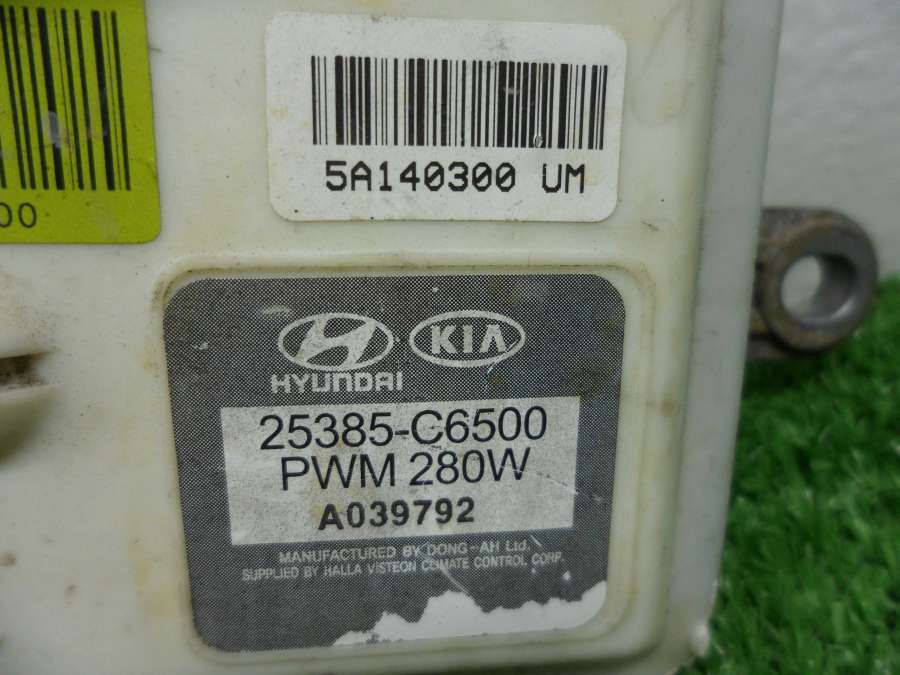 5A140300 UM
00
HYUNDAI
KIA
25385-C6500
PWM 280W
A039792
MANUFACTURED BY DONG-AH Ltd.
SUPPLIED BY HALLA VISTEON CLIMATE CONTROL CORP.